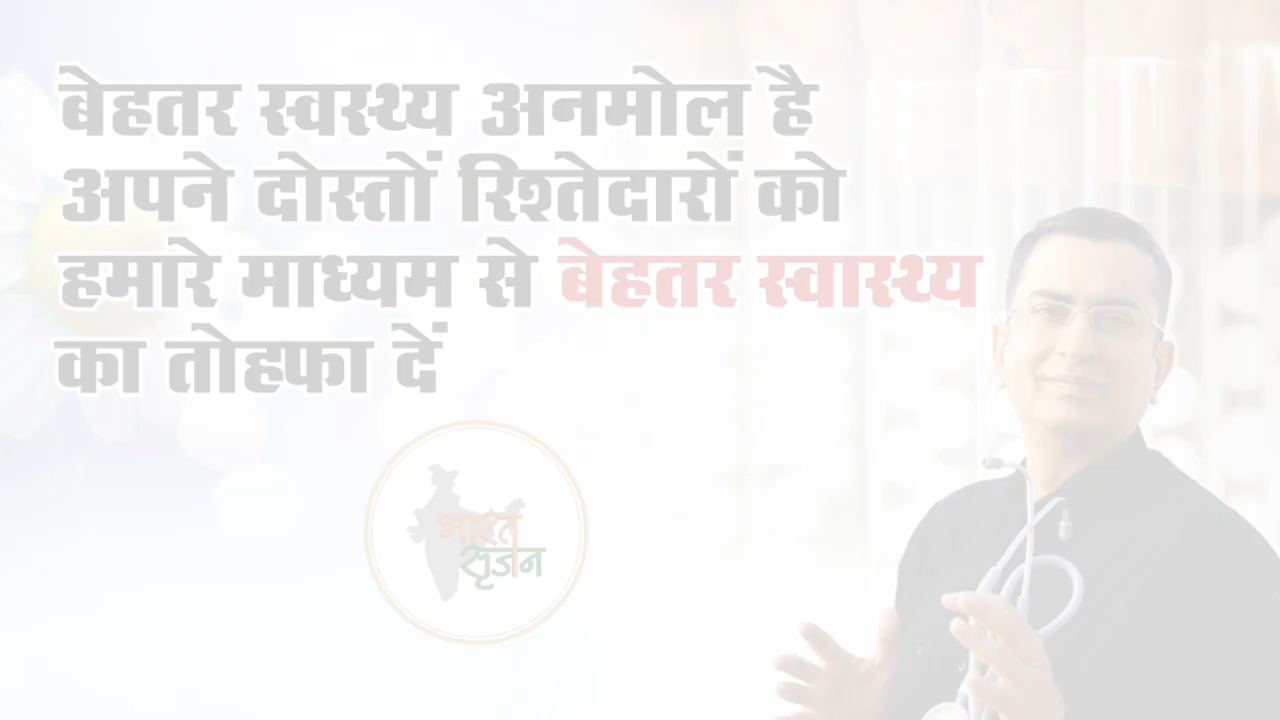 बेहतर स्वस्थ्य अनमोल है
अपने दोस्तों रिश्तेदारों को
हमारे माध्यम से बेहतर स्वास्थ्य
का तोहफा दें
भारत
सृजन